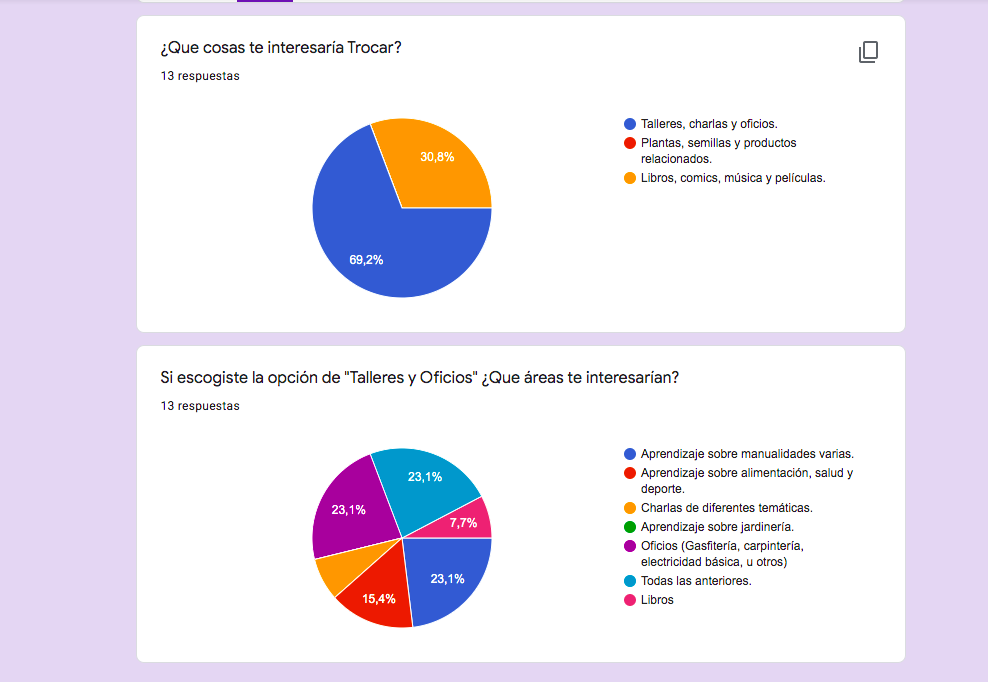 ¿Que cosas te interesaría Trocar?
13 respuestas
30,8%
69,2%
Talleres, charlas y oficios.
Plantas, semillas y productos
relacionados.
Libros, comics, música y películas.
Si escogiste la opción de "Talleres y Oficios" ¿Que áreas te interesarían?
13 respuestas
23,1%
23,1%
7,7%
23,1%
15,4%
Aprendizaje sobre manualidades varias.
Aprendizaje sobre alimentación, salud y
deporte.
Charlas de diferentes temáticas.
Aprendizaje sobre jardinería.
Oficios (Gasfitería, carpintería,
electricidad básica, u otros)
Todas las anteriores.
Libros